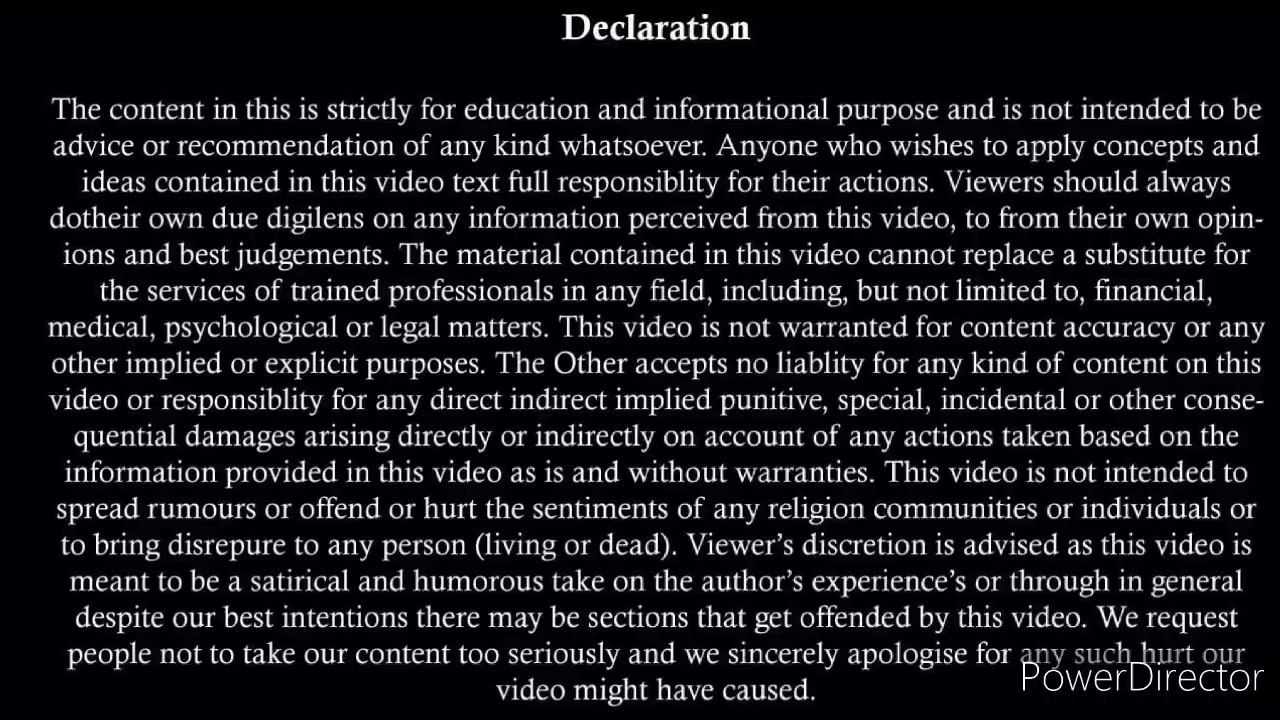 Declaration
The content in this is strictly for education and informational purpose and is not intended to be
advice or recommendation of any kind whatsoever. Anyone who wishes to apply concepts and
ideas contained in this video text full responsiblity for their actions. Viewers should always
dotheir own due digilens on any information perceived from this video, to from their own opin-
ions and best judgements. The material contained in this video cannot replace a substitute for
the services of trained professionals in any field, including, but not limited to, financial,
medical, psychological or legal matters. This video is not warranted for content accuracy or any
other implied or explicit purposes. The Other accepts no liablity for any kind of content on this
video or responsiblity for any direct indirect implied punitive, special, incidental or other conse-
quential damages arising directly or indirectly on account of any actions taken based on the
information provided in this video as is and without warranties. This video is not intended to
spread rumours or offend or hurt the sentiments of any religion communities or individuals or
to bring disrepure to any person (living or dead). Viewer's discretion is advised as this video is
meant to be a satirical and humorous take on the author's experience's or through in general
despite our best intentions there may be sections that get offended by this video. We request
people not to take our content too seriously and we sincerely apologise for any such hurt our
video might have caused.
PowerDirector